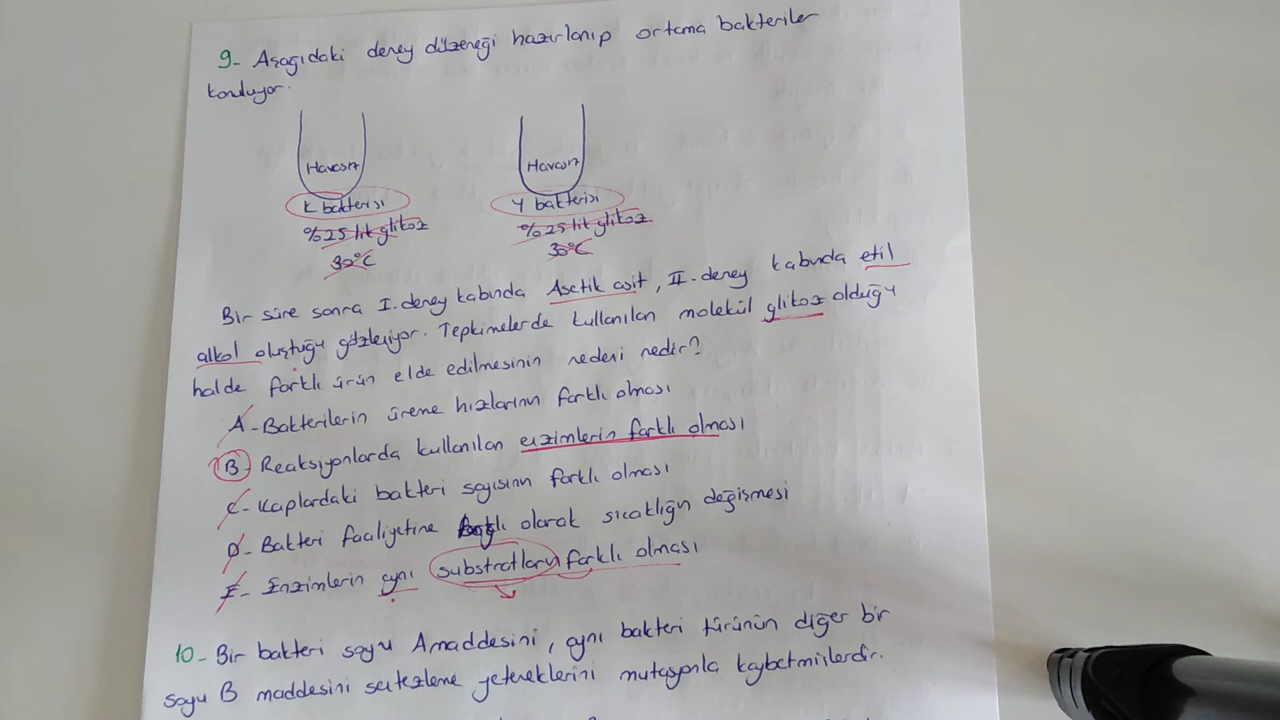 9- Aşağıdaki deney düzeneği hazırlanıp ortama bakteriler
konuluyor.
Havasız
Havasız
K bakterisi
Y bakterisi
%25 lik glikoz
%25 lik glikoz
30°C
30°C
Bir süre sonra I. deney kabında Asetik asit, II. deney kabında etil
alkol oluştuğu gözleniyor. Tepkimelerde kullanılan molekül glikoz olduğu
halde farklı ürün elde edilmesinin nedeni nedir?
A- Bakterilerin üreme hızlarının farklı olması
B- Reaksiyonlarda kullanılan enzimlerin farklı olması
C- Kaplardaki bakteri sayısının farklı olması
D- Bakteri faaliyetine bağlı olarak sıcaklığın değişmesi
E- Enzimlerin aynı substratların farklı olması
10- Bir bakteri soyu A maddesini, aynı bakteri türünün diğer bir
soyu B maddesini sentezleme yeteneklerini mutasyonla kaybetmişlerdir.